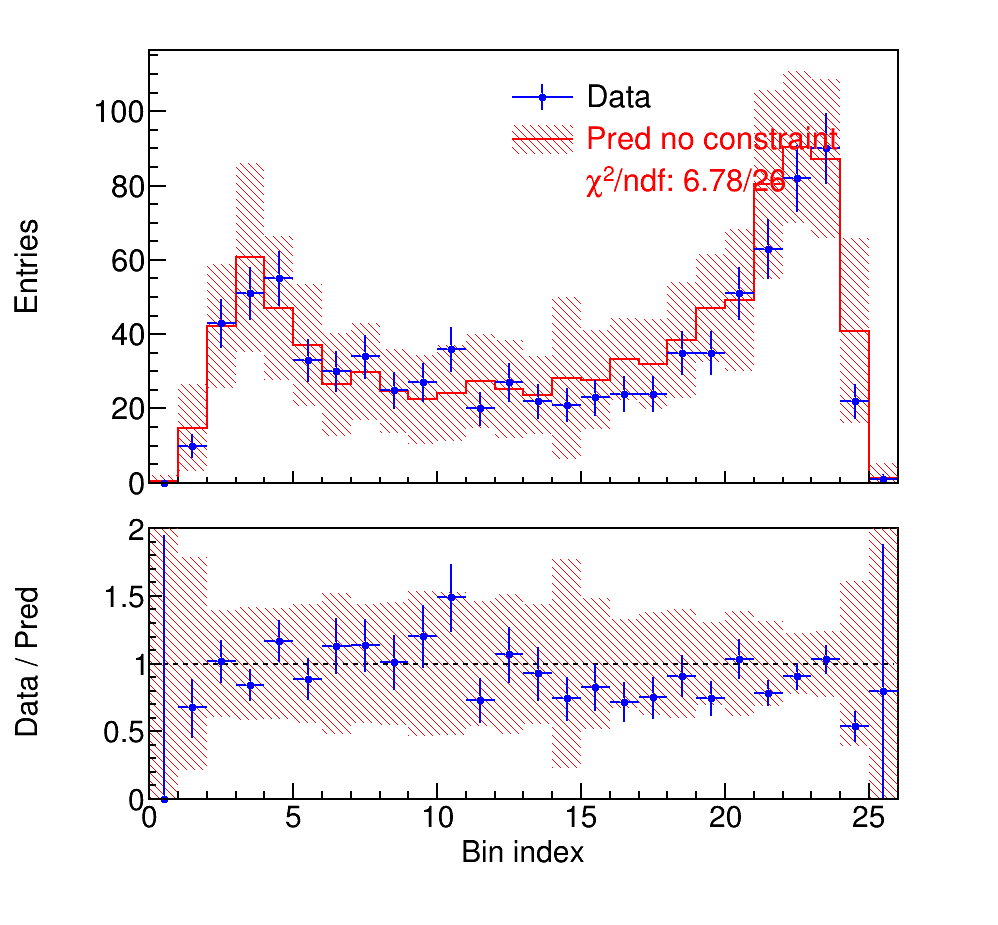 Entries
100
80
60
40
20
0
Data
Pred no constraint
χ²/ndf: 6.78/26
Data / Pred
2
1.5
1
0.5
0
0 5 10 15 20 25
Bin index